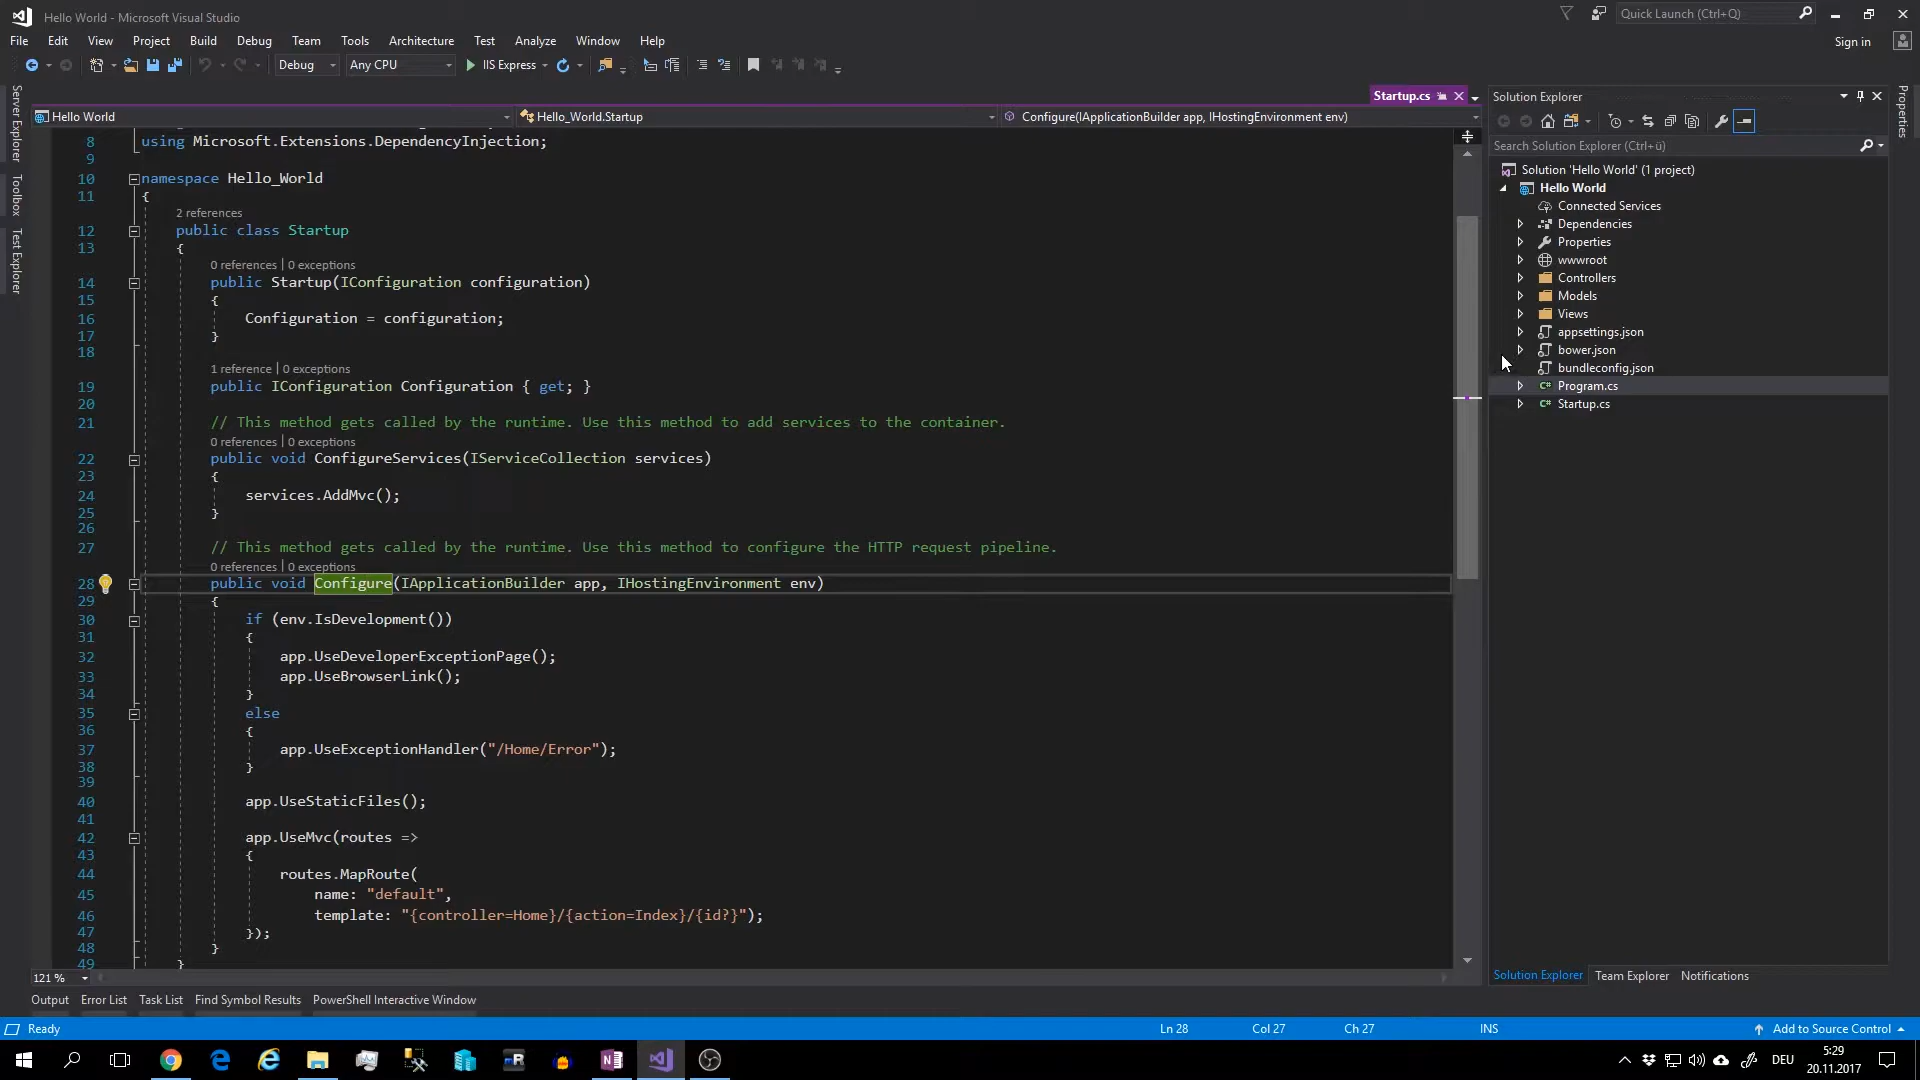 Hello World - Microsoft Visual Studio
Quick Launch (Ctrl+Q)
File Edit View Project Build Debug Team Tools Architecture Test Analyze Window Help
Sign in
Debug Any CPU IIS Express
Server Explorer
Toolbox
Test Explorer
Startup.cs
Hello World Hello_World.Startup Configure(IApplicationBuilder app, IHostingEnvironment env)
8 using Microsoft.Extensions.DependencyInjection;
9
10 namespace Hello_World
11 {
2 references
12 public class Startup
13 {
0 references | 0 exceptions
14 public Startup(IConfiguration configuration)
15 {
16 Configuration = configuration;
17 }
18
1 reference | 0 exceptions
19 public IConfiguration Configuration { get; }
20
21 // This method gets called by the runtime. Use this method to add services to the container.
0 references | 0 exceptions
22 public void ConfigureServices(IServiceCollection services)
23 {
24 services.AddMvc();
25 }
26
27 // This method gets called by the runtime. Use this method to configure the HTTP request pipeline.
0 references | 0 exceptions
28 public void Configure(IApplicationBuilder app, IHostingEnvironment env)
29 {
30 if (env.IsDevelopment())
31 {
32 app.UseDeveloperExceptionPage();
33 app.UseBrowserLink();
34 }
35 else
36 {
37 app.UseExceptionHandler("/Home/Error");
38 }
39
40 app.UseStaticFiles();
41
42 app.UseMvc(routes =>
43 {
44 routes.MapRoute(
45 name: "default",
46 template: "{controller=Home}/{action=Index}/{id?}");
47 });
48 }
49 }
121 %
Solution Explorer
Search Solution Explorer (Ctrl+ü)
Solution 'Hello World' (1 project)
Hello World
Connected Services
Dependencies
Properties
wwwroot
Controllers
Models
Views
appsettings.json
bower.json
bundleconfig.json
C# Program.cs
C# Startup.cs
Properties
Solution Explorer Team Explorer Notifications
Output Error List Task List Find Symbol Results PowerShell Interactive Window
Ready Ln 28 Col 27 Ch 27 INS Add to Source Control
DEU
5:29
20.11.2017